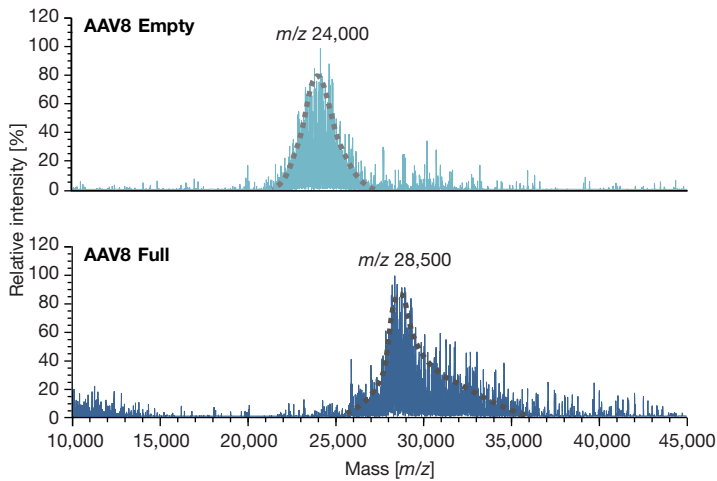 AAV8 Empty
m/z 24,000
120
100
80
60
40
20
0
Relative intensity [%]
AAV8 Full
m/z 28,500
120
100
80
60
40
20
0
10,000 15,000 20,000 25,000 30,000 35,000 40,000 45,000
Mass [m/z]